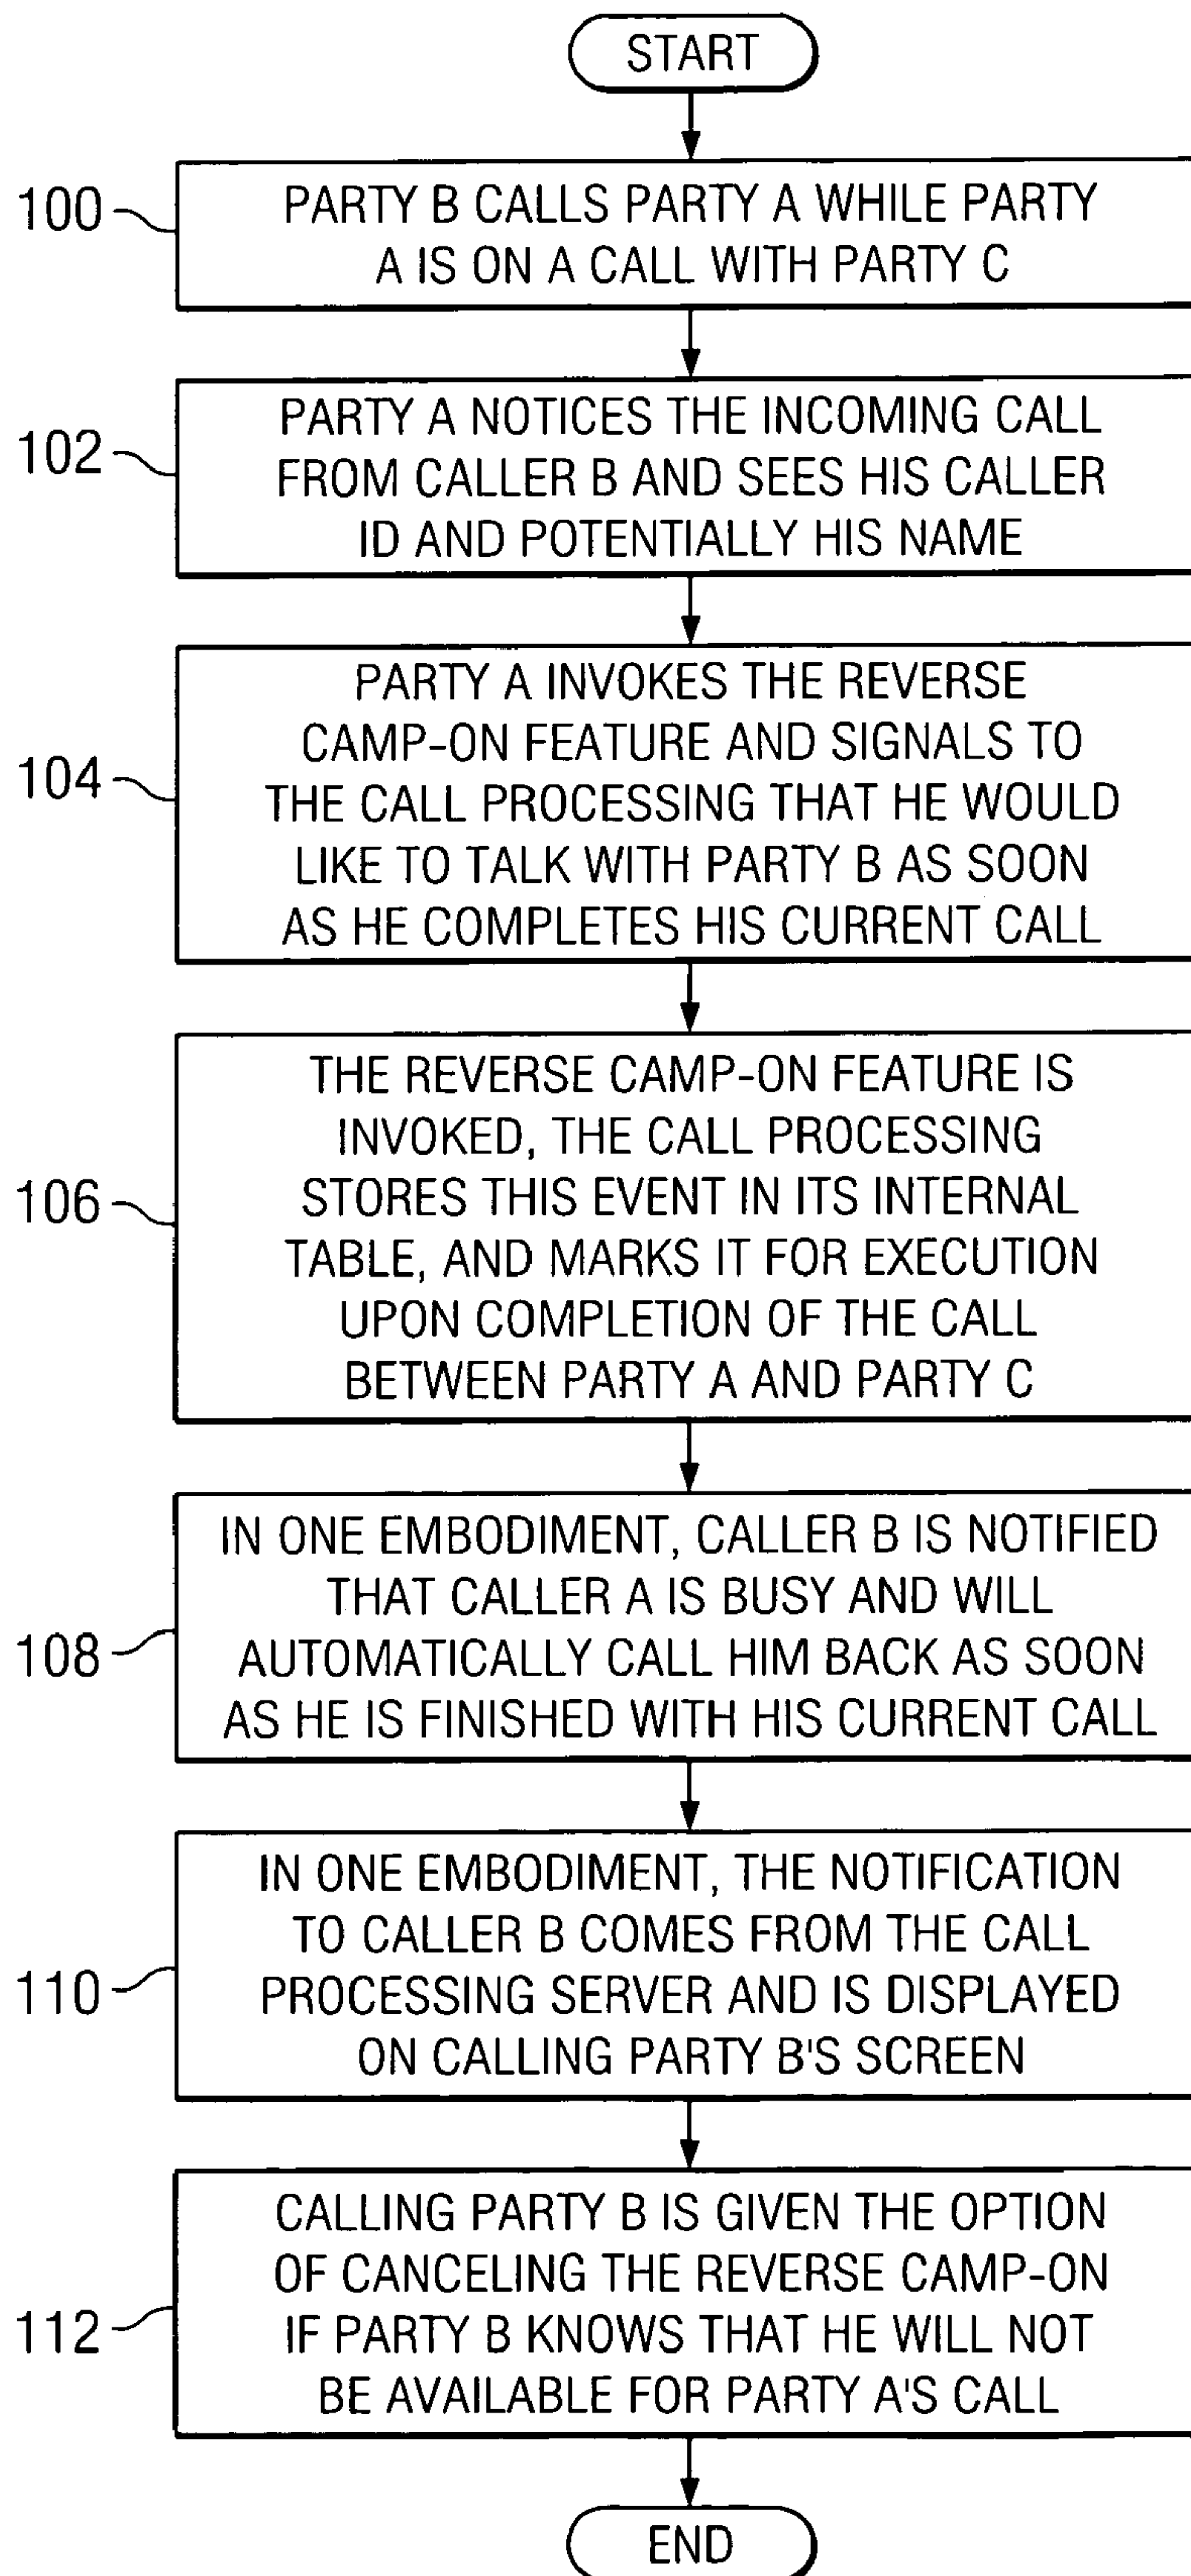 START
100
PARTY B CALLS PARTY A WHILE PARTY
A IS ON A CALL WITH PARTY C
102
PARTY A NOTICES THE INCOMING CALL
FROM CALLER B AND SEES HIS CALLER
ID AND POTENTIALLY HIS NAME
104
PARTY A INVOKES THE REVERSE
CAMP-ON FEATURE AND SIGNALS TO
THE CALL PROCESSING THAT HE WOULD
LIKE TO TALK WITH PARTY B AS SOON
AS HE COMPLETES HIS CURRENT CALL
106
THE REVERSE CAMP-ON FEATURE IS
INVOKED, THE CALL PROCESSING
STORES THIS EVENT IN ITS INTERNAL
TABLE, AND MARKS IT FOR EXECUTION
UPON COMPLETION OF THE CALL
BETWEEN PARTY A AND PARTY C
108
IN ONE EMBODIMENT, CALLER B IS NOTIFIED
THAT CALLER A IS BUSY AND WILL
AUTOMATICALLY CALL HIM BACK AS SOON
AS HE IS FINISHED WITH HIS CURRENT CALL
110
IN ONE EMBODIMENT, THE NOTIFICATION
TO CALLER B COMES FROM THE CALL
PROCESSING SERVER AND IS DISPLAYED
ON CALLING PARTY B'S SCREEN
112
CALLING PARTY B IS GIVEN THE OPTION
OF CANCELING THE REVERSE CAMP-ON
IF PARTY B KNOWS THAT HE WILL NOT
BE AVAILABLE FOR PARTY A'S CALL
END